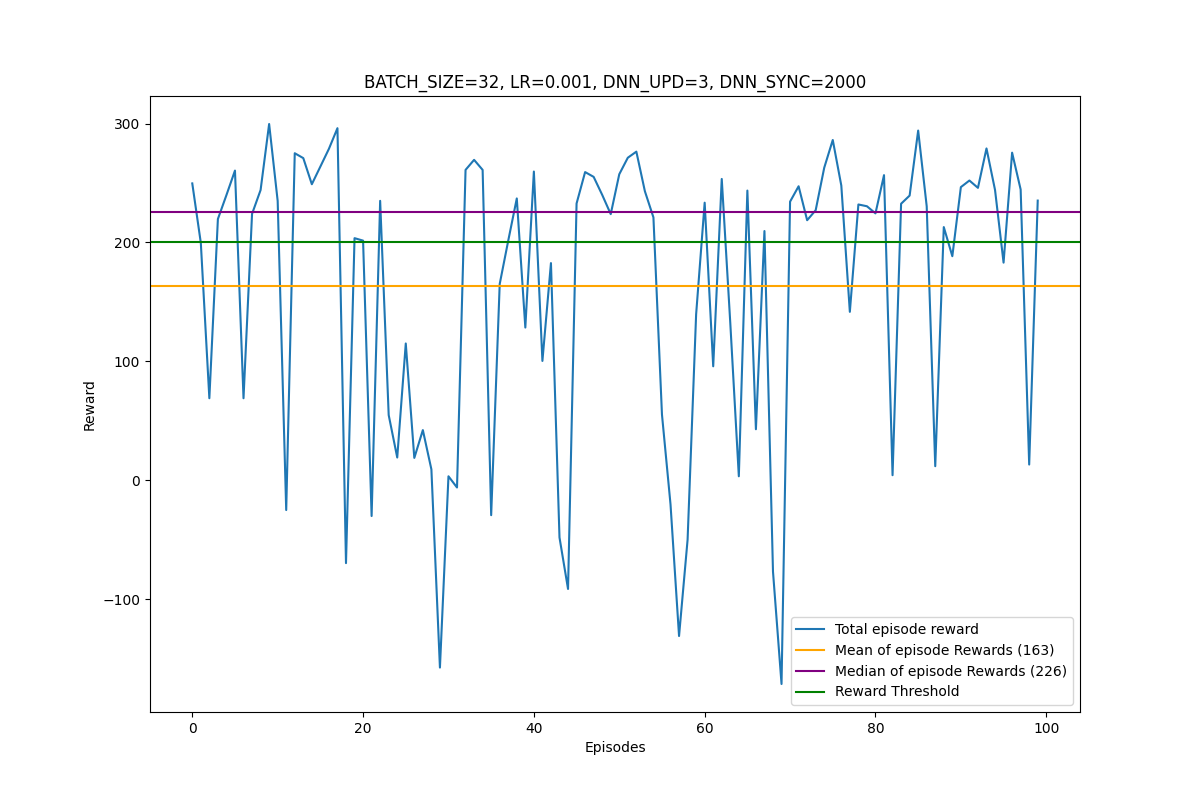 BATCH_SIZE=32, LR=0.001, DNN_UPD=3, DNN_SYNC=2000
300
200
100
0
−100
Reward
0
20
40
60
80
100
Episodes
Total episode reward
Mean of episode Rewards (163)
Median of episode Rewards (226)
Reward Threshold